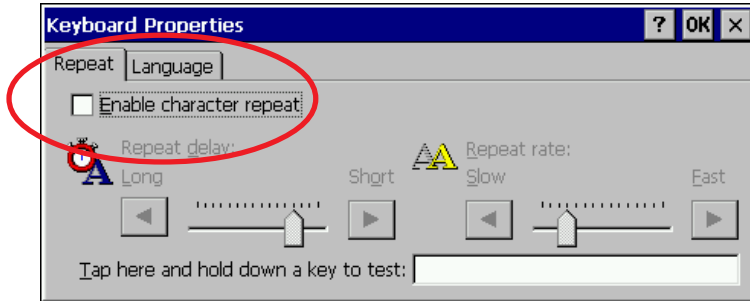 Keyboard Properties ? OK ×
Repeat Language
Enable character repeat
Repeat delay: Repeat rate:
Long Short Slow Fast
Tap here and hold down a key to test: